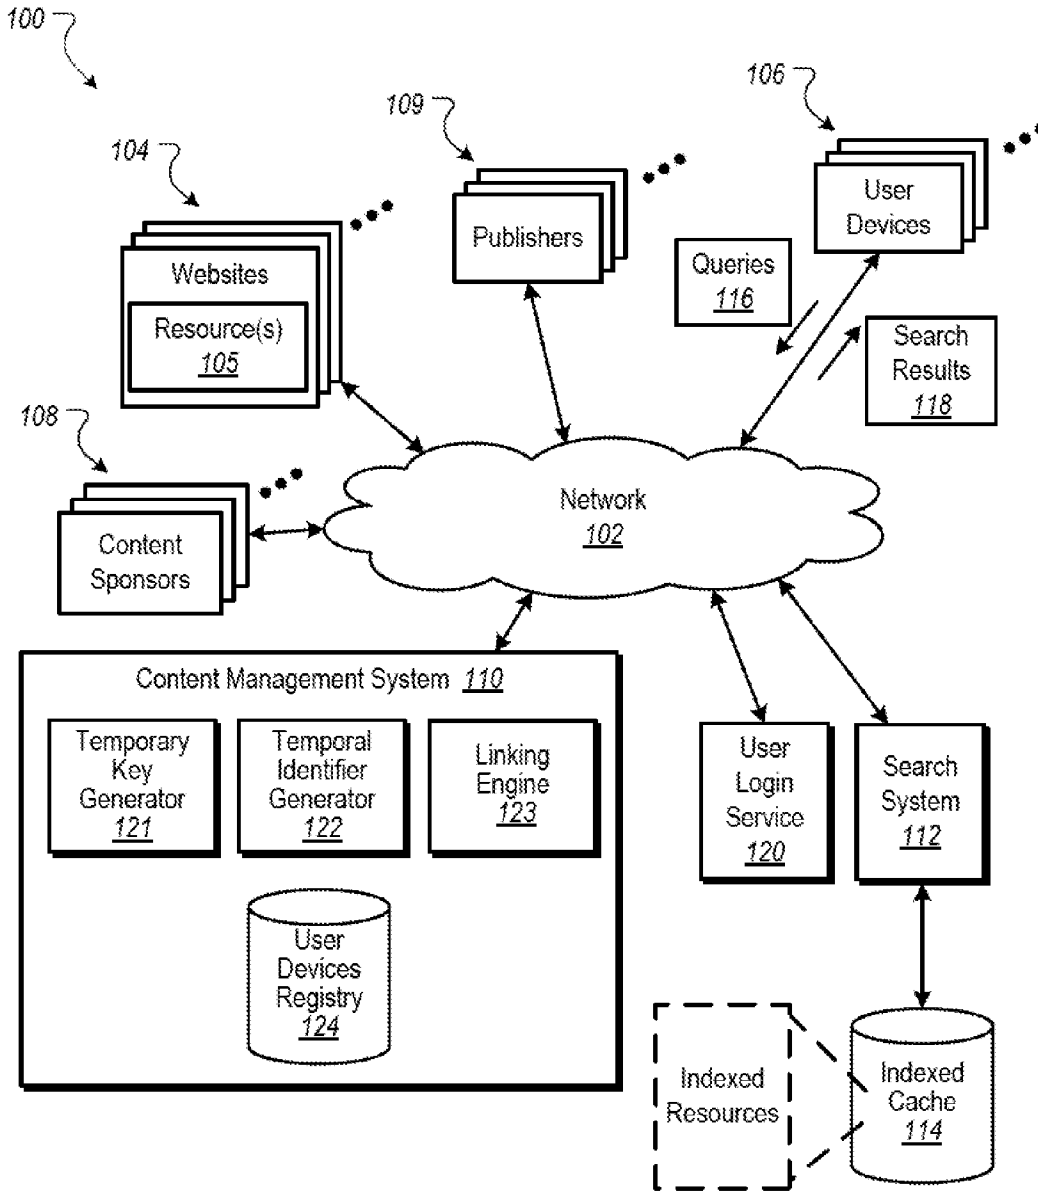 100
104
109
106
Websites
Resource(s)
105
Publishers
User
Devices
Queries
116
Search
Results
118
108
Content
Sponsors
Network
102
Content Management System 110
Temporary
Key
Generator
121
Temporal
Identifier
Generator
122
Linking
Engine
123
User
Devices
Registry
124
User
Login
Service
120
Search
System
112
Indexed
Resources
Indexed
Cache
114